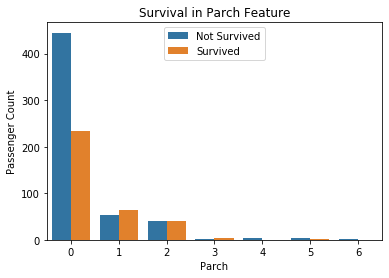 Survival in Parch Feature
Not Survived
Survived
Passenger Count
400
300
200
100
0
0 1 2 3 4 5 6
Parch